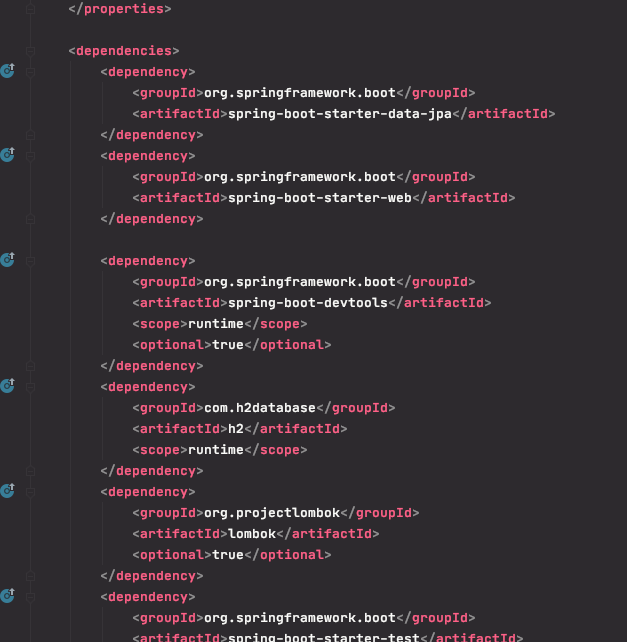 </properties>
<dependencies>
<dependency>
<groupId>org.springframework.boot</groupId>
<artifactId>spring-boot-starter-data-jpa</artifactId>
</dependency>
<dependency>
<groupId>org.springframework.boot</groupId>
<artifactId>spring-boot-starter-web</artifactId>
</dependency>
<dependency>
<groupId>org.springframework.boot</groupId>
<artifactId>spring-boot-devtools</artifactId>
<scope>runtime</scope>
<optional>true</optional>
</dependency>
<dependency>
<groupId>com.h2database</groupId>
<artifactId>h2</artifactId>
<scope>runtime</scope>
</dependency>
<dependency>
<groupId>org.projectlombok</groupId>
<artifactId>lombok</artifactId>
<optional>true</optional>
</dependency>
<dependency>
<groupId>org.springframework.boot</groupId>
<artifactId>spring-boot-starter-test</artifactId>